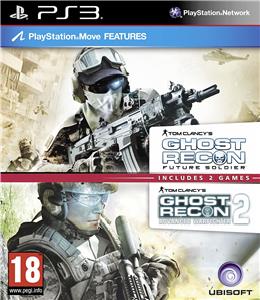 PS3
PlayStation®Network
PlayStation®Move FEATURES
TOM CLANCY'S
GHOST RECON
FUTURE SOLDIER
INCLUDES 2 GAMES
TOM CLANCY'S
GHOST RECON 2
ADVANCED WARFIGHTER
18
www.pegi.info
UBISOFT